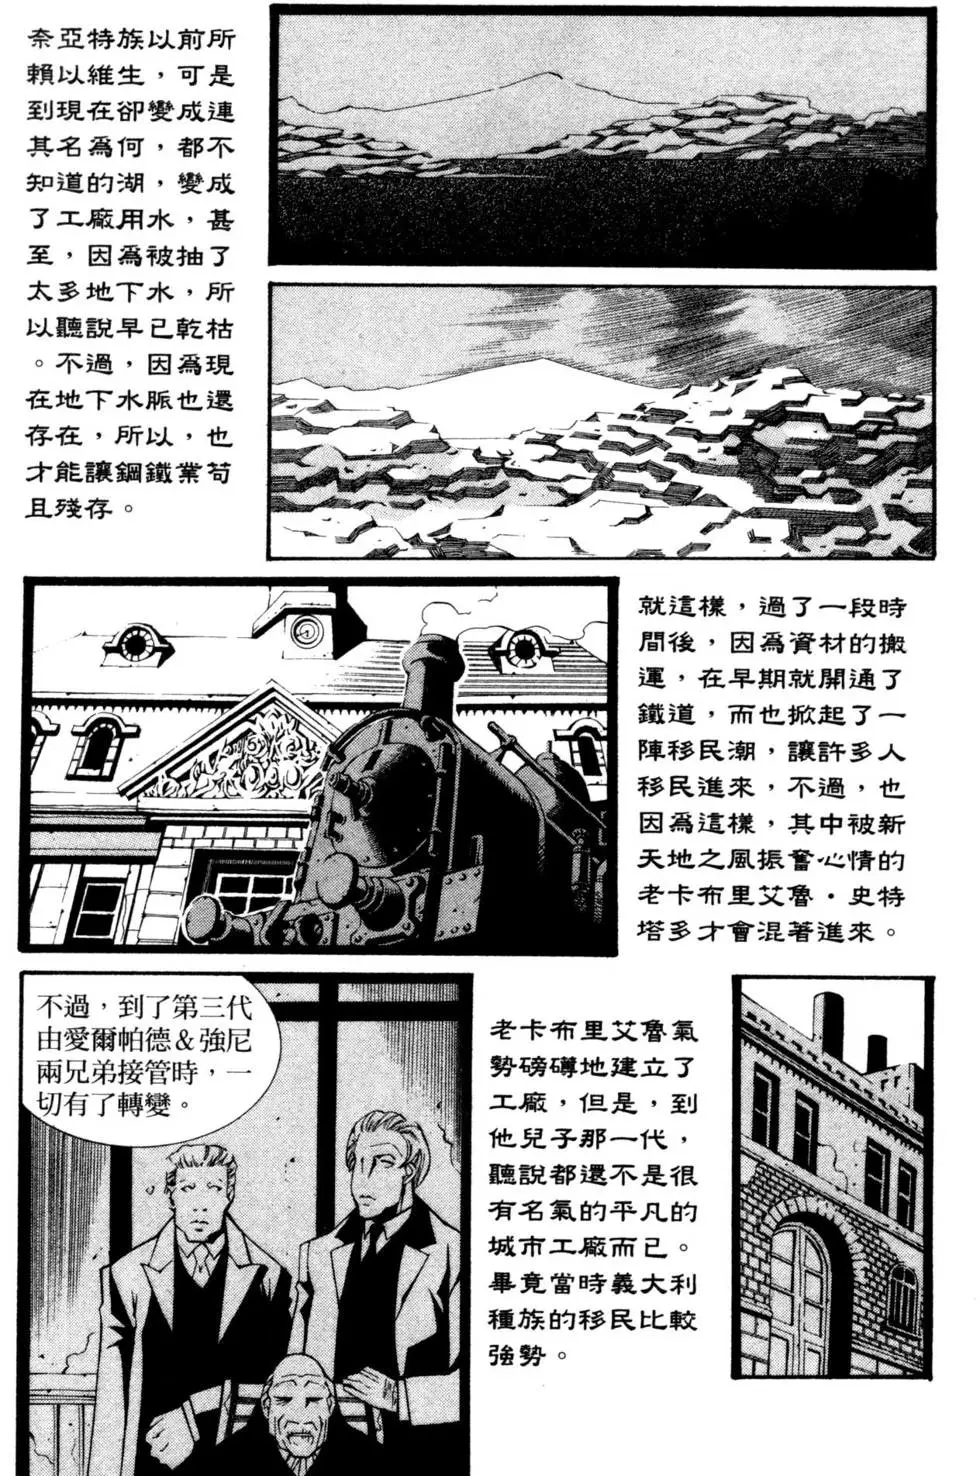 奈亞特族以前所
賴以維生，可是
到現在卻變成連
其名為何，都不
知道的湖，變成
了工廠用水，甚
至，因為被抽了
太多地下水，所
以聽說早已乾枯
。不過，因為現
在地下水脈也還
存在，所以，也
才能讓鋼鐵業苟
且殘存。
就這樣，過了一段時
間後，因為資材的搬
運，在早期就開通了
鐵道，而也掀起了一
陣移民潮，讓許多人
移民進來，不過，也
因為這樣，其中被新
天地之風振奮心情的
老卡布里艾魯・史特
塔多才會混著進來。
老卡布里艾魯氣
勢磅礡地建立了
工廠，但是，到
他兒子那一代，
聽說都還不是很
有名氣的平凡的
城市工廠而已。
畢竟當時義大利
種族的移民比較
強勢。
不過，到了第三代
由愛爾帕德＆強尼
兩兄弟接管時，一
切有了轉變。